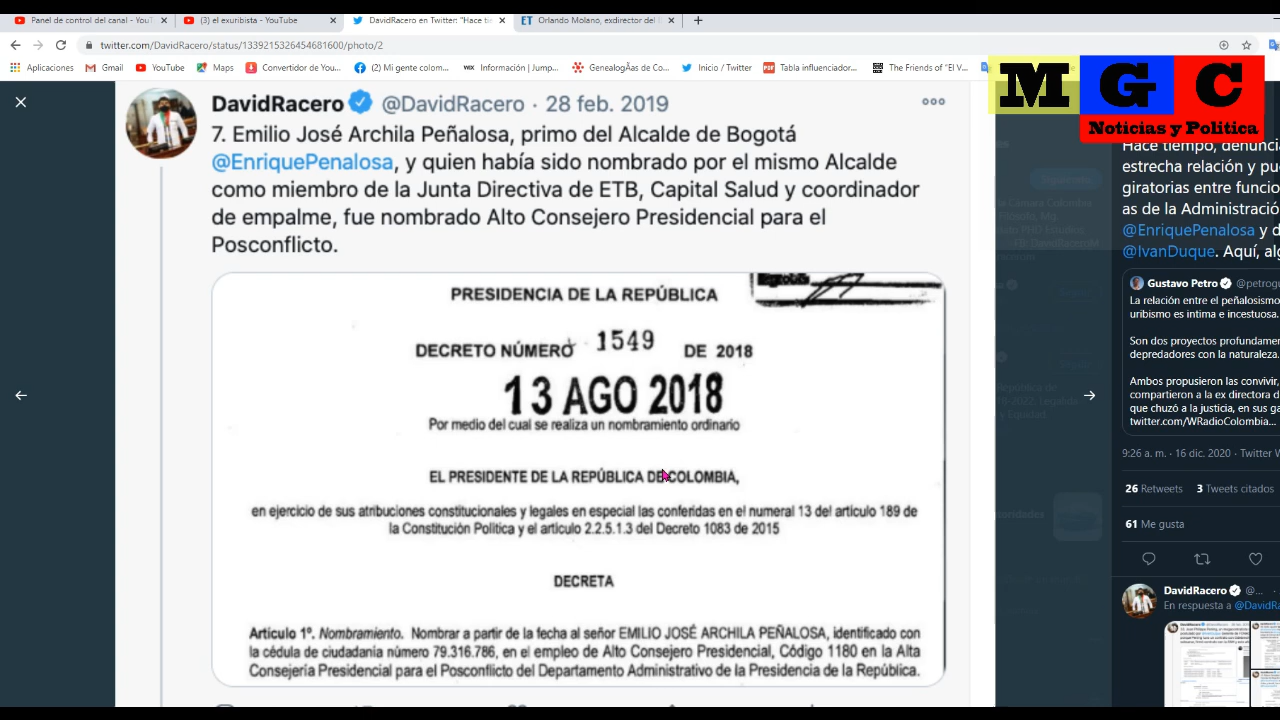 Panel de control del canal - YouT
(3) el exuribista - YouTube
DavidRacero en Twitter: "Hace ti
Orlando Molano, exdirector del I
twitter.com/DavidRacero/status/1339215326454681600/photo/2
Aplicaciones
Gmail
YouTube
Maps
Convertidor de You...
(2) Mi gente colom...
Información | Jump...
GenealogÃas de Co...
Inicio / Twitter
Tabla influenciador...
The Friends of "El V...
MGC
Noticias y Politica
DavidRacero @DavidRacero · 28 feb. 2019
7. Emilio José Archila Peñalosa, primo del Alcalde de Bogotá
@EnriquePenalosa, y quien había sido nombrado por el mismo Alcalde
como miembro de la Junta Directiva de ETB, Capital Salud y coordinador
de empalme, fue nombrado Alto Consejero Presidencial para el
Posconflicto.
PRESIDENCIA DE LA REPÚBLICA
DECRETO NÚMERO 1549 DE 2018
13 AGO 2018
Por medio del cual se realiza un nombramiento ordinario
EL PRESIDENTE DE LA REPÚBLICA DE COLOMBIA,
en ejercicio de sus atribuciones constitucionales y legales en especial las conferidas en el numeral 13 del artículo 189 de
la Constitución Política y el artículo 2.2.5.1.3 del Decreto 1083 de 2015
DECRETA
Artículo 1º. Nombramiento. Nombrar a partir de la fecha al señor EMILIO JOSÉ ARCHILA PEÑALOSA, identificado con
la cédula de ciudadanía número en el empleo de Alto Consejero Presidencial, Código 1180 en la Alta
Consejería Presidencial para el Posconflicto del Departamento Administrativo de la Presidencia de la República.
Hace tiempo, denunci
estrecha relación y pu
giratorias entre funcio
as de la Administració
@EnriquePenalosa y d
@IvanDuque. Aquí, alg
Gustavo Petro @petrogu
La relación entre el peñalosismo
uribismo es intima e incestuosa.
Son dos proyectos profundame
depredadores con la naturaleza.
Ambos propusieron las convivir,
compartieron a la ex directora d
que chuzó a la justicia, en sus ga
twitter.com/WRadioColombia...
9:26 a. m. · 16 dic. 2020 · Twitter W
26 Retweets 3 Tweets citados
61 Me gusta
DavidRacero @...
En respuesta a @DavidRa